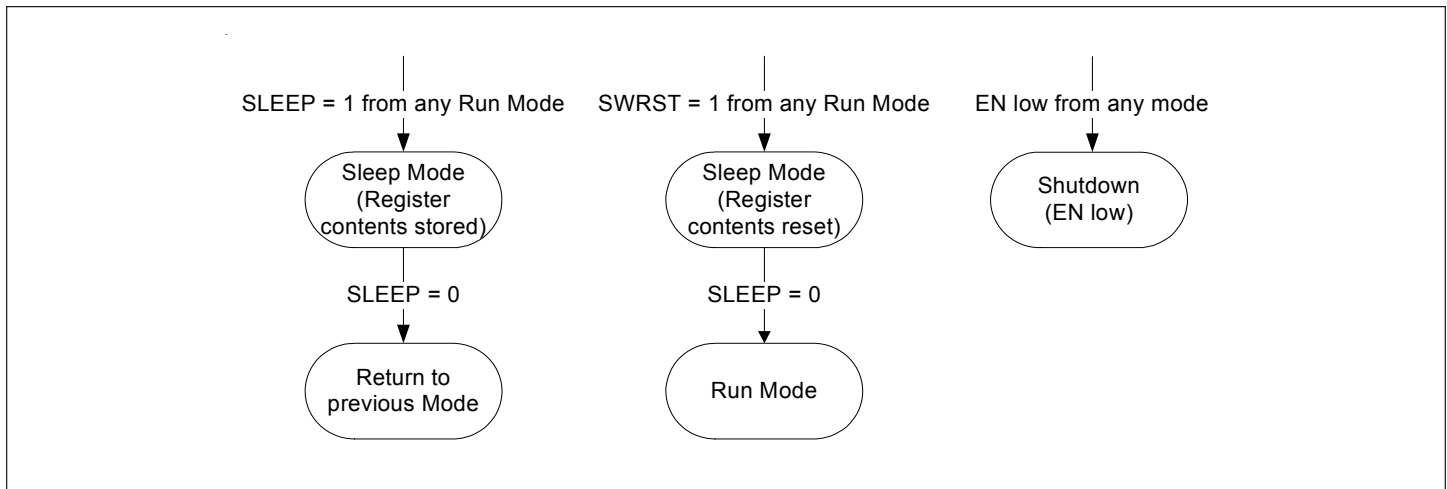 SLEEP = 1 from any Run Mode
Sleep Mode
(Register
contents stored)
SLEEP = 0
Return to
previous Mode
SWRST = 1 from any Run Mode
Sleep Mode
(Register
contents reset)
SLEEP = 0
Run Mode
EN low from any mode
Shutdown
(EN low)